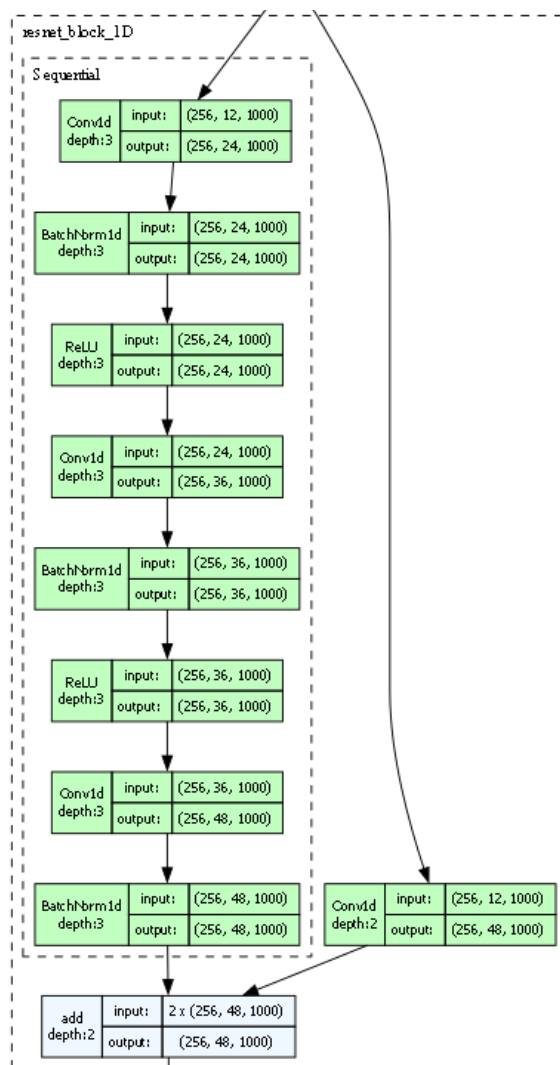 resnet_block_1D
Sequential
Conv1d
depth:3
input: (256, 12, 1000)
output: (256, 24, 1000)
BatchNorm1d
depth:3
input: (256, 24, 1000)
output: (256, 24, 1000)
ReLU
depth:3
input: (256, 24, 1000)
output: (256, 24, 1000)
Conv1d
depth:3
input: (256, 24, 1000)
output: (256, 36, 1000)
BatchNorm1d
depth:3
input: (256, 36, 1000)
output: (256, 36, 1000)
ReLU
depth:3
input: (256, 36, 1000)
output: (256, 36, 1000)
Conv1d
depth:3
input: (256, 36, 1000)
output: (256, 48, 1000)
BatchNorm1d
depth:3
input: (256, 48, 1000)
output: (256, 48, 1000)
Conv1d
depth:2
input: (256, 12, 1000)
output: (256, 48, 1000)
add
depth:2
input: 2 x (256, 48, 1000)
output: (256, 48, 1000)